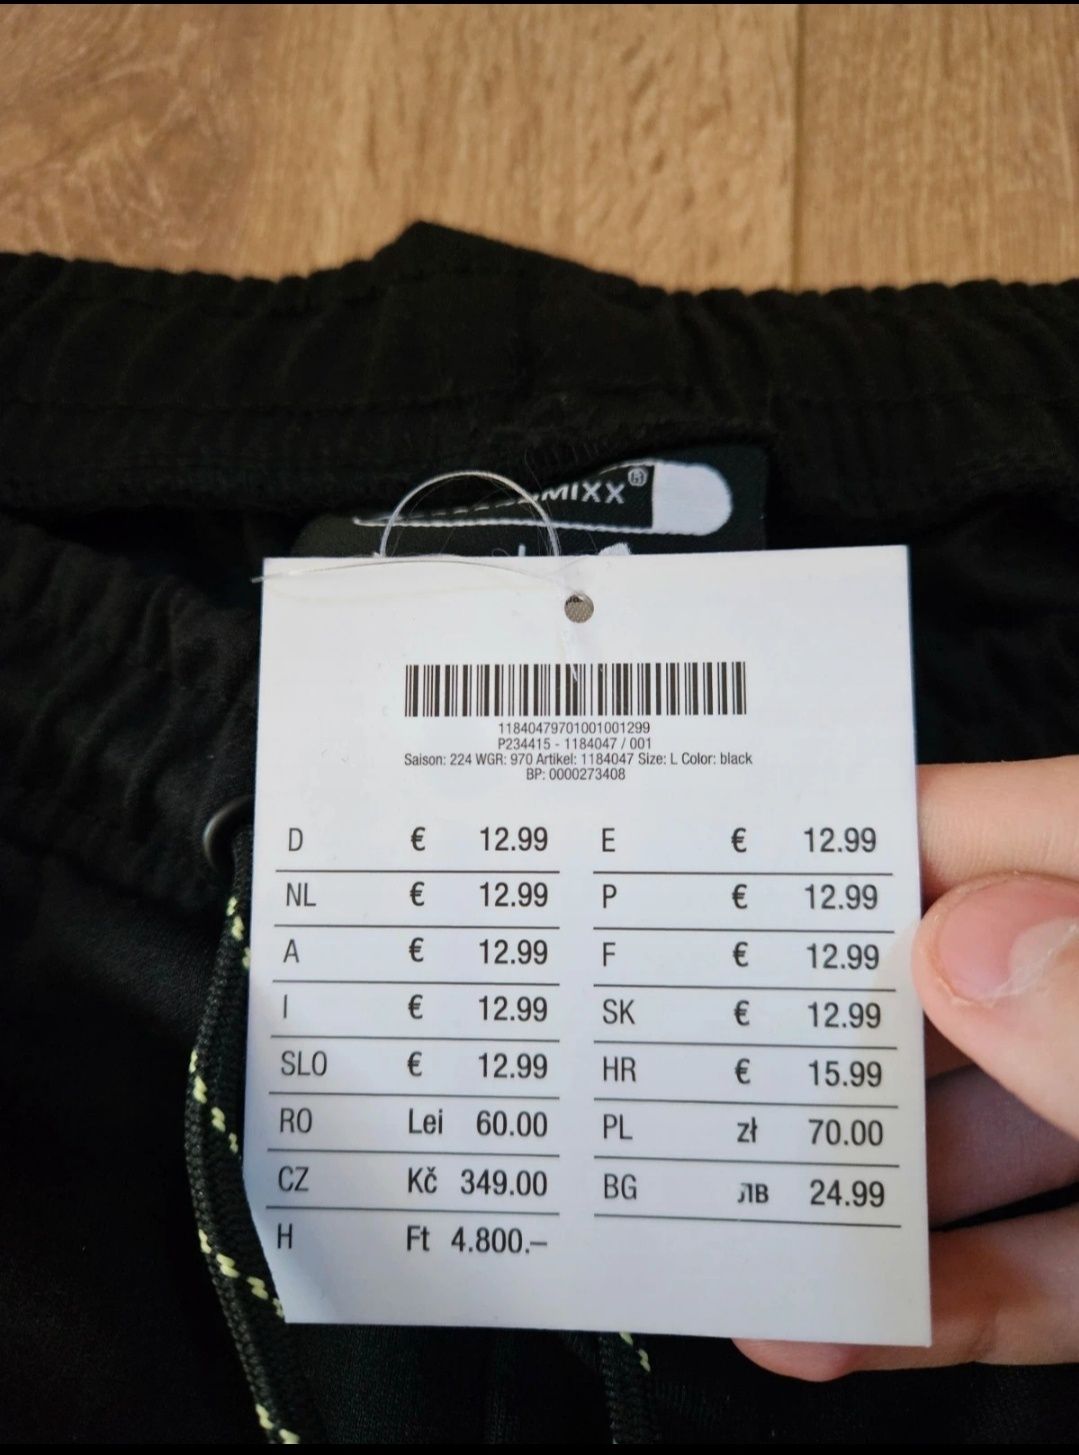 MIXX®
11840479701001001299
P234415 - 1184047 / 001
Saison: 224 WGR: 970 Artikel: 1184047 Size: L Color: black
BP: 0000273408
D € 12.99 E € 12.99
NL € 12.99 P € 12.99
A € 12.99 F € 12.99
I € 12.99 SK € 12.99
SLO € 12.99 HR € 15.99
RO Lei 60.00 PL zł 70.00
CZ Kč 349.00 BG лв 24.99
H Ft 4.800.–